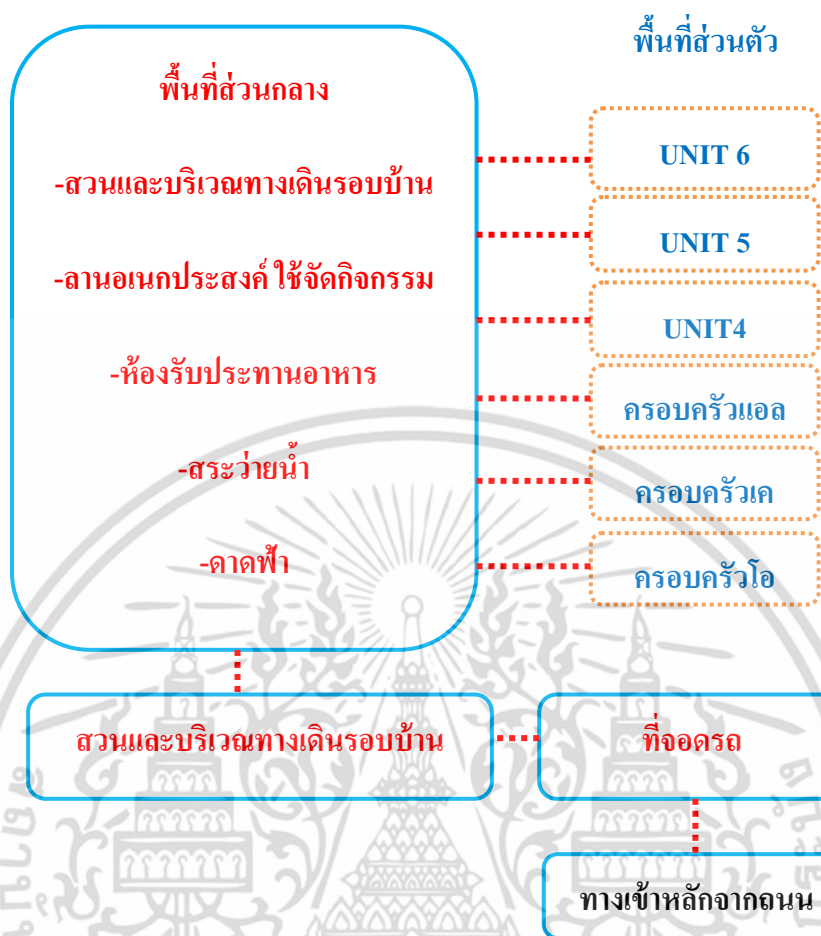 พื้นที่ส่วนตัว
พื้นที่ส่วนกลาง
-สวนและบริเวณทางเดินรอบบ้าน
-ลานอเนกประสงค์ ใช้จัดกิจกรรม
-ห้องรับประทานอาหาร
-สระว่ายน้ำ
-ดาดฟ้า
UNIT 6
UNIT 5
UNIT4
ครอบครัวแอล
ครอบครัวเค
ครอบครัวโอ
สวนและบริเวณทางเดินรอบบ้าน
ที่จอดรถ
ทางเข้าหลักจากถนน